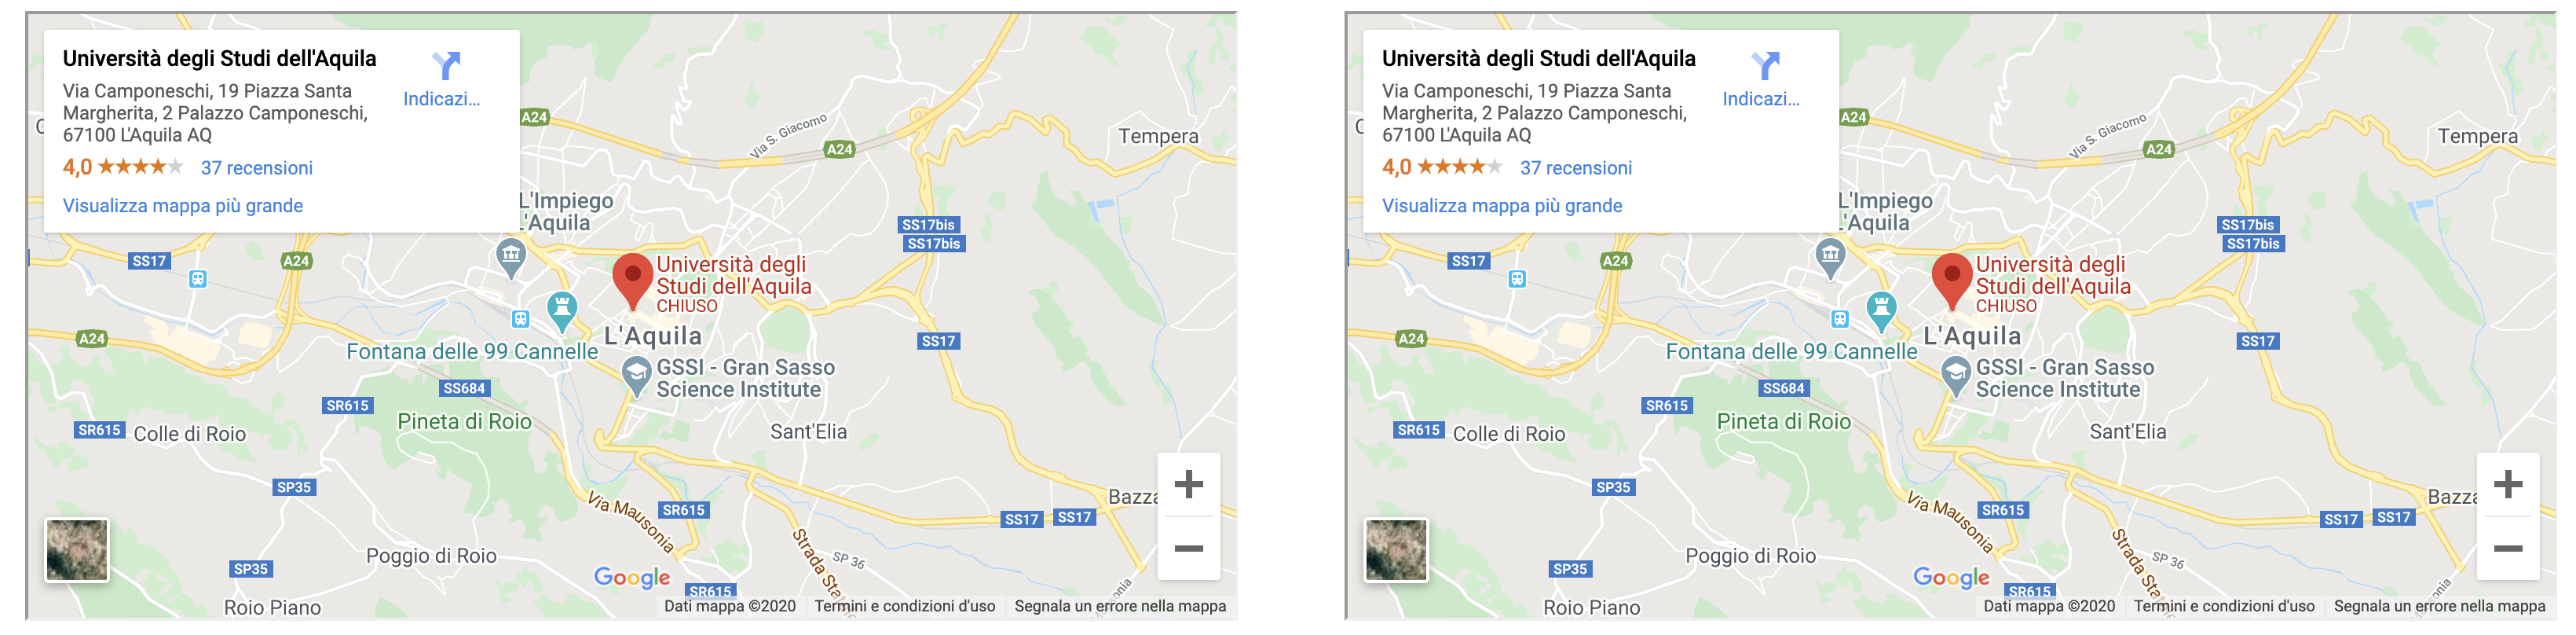 Università degli Studi dell'Aquila
Via Camponeschi, 19 Piazza Santa
Margherita, 2 Palazzo Camponeschi,
67100 L'Aquila AQ
Indicazi...
4,0 37 recensioni
Visualizza mappa più grande
A24
Via S. Giacomo
A24
Tempera
L'Impiego
L'Aquila
SS17bis
SS17bis
SS17
A24
Università degli
Studi dell'Aquila
CHIUSO
L'Aquila
A24
Fontana delle 99 Cannelle
SS17
GSSI - Gran Sasso
Science Institute
SS684
SR615
Pineta di Roio
SR615
Colle di Roio
Sant'Elia
SP35
Via Mausonia
SR615
Bazza
SS17
SS17
Poggio di Roio
Strada Sta
SP 36
SP35
Google
SR615
Roio Piano
Dati mappa ©2020
Termini e condizioni d'uso
Segnala un errore nella mappa
Università degli Studi dell'Aquila
Via Camponeschi, 19 Piazza Santa
Margherita, 2 Palazzo Camponeschi,
67100 L'Aquila AQ
Indicazi...
4,0 37 recensioni
Visualizza mappa più grande
A24
Via S. Giacomo
A24
Tempera
L'Impiego
L'Aquila
SS17bis
SS17bis
SS17
A24
Università degli
Studi dell'Aquila
CHIUSO
L'Aquila
A24
Fontana delle 99 Cannelle
SS17
GSSI - Gran Sasso
Science Institute
SS684
SR615
Pineta di Roio
SR615
Colle di Roio
Sant'Elia
SP35
Via Mausonia
SR615
Bazza
SS17
SS17
Poggio di Roio
Strada Stat
SP 36
SP35
Google
SR615
Roio Piano
Dati mappa ©2020
Termini e condizioni d'uso
Segnala un errore nella mappa